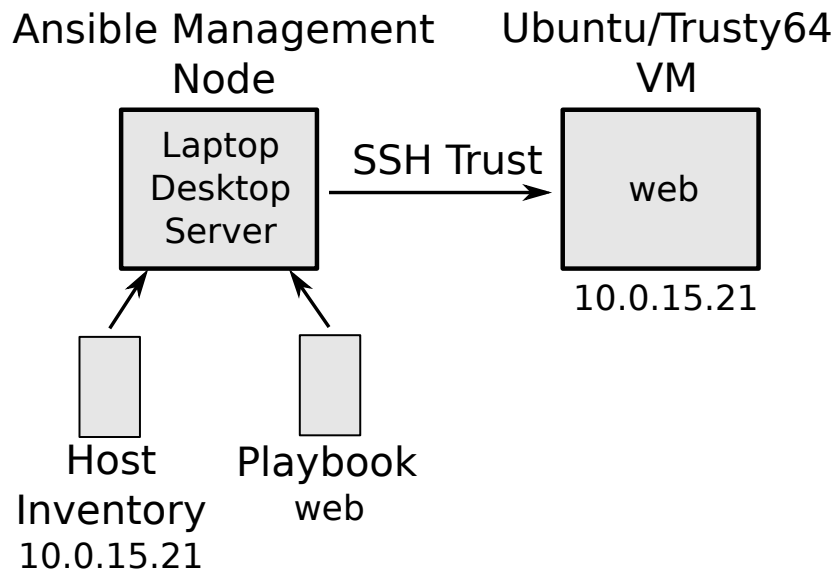 Ansible Management
Node
Laptop
Desktop
Server
SSH Trust
Ubuntu/Trusty64
VM
web
10.0.15.21
Host
Inventory
10.0.15.21
Playbook
web